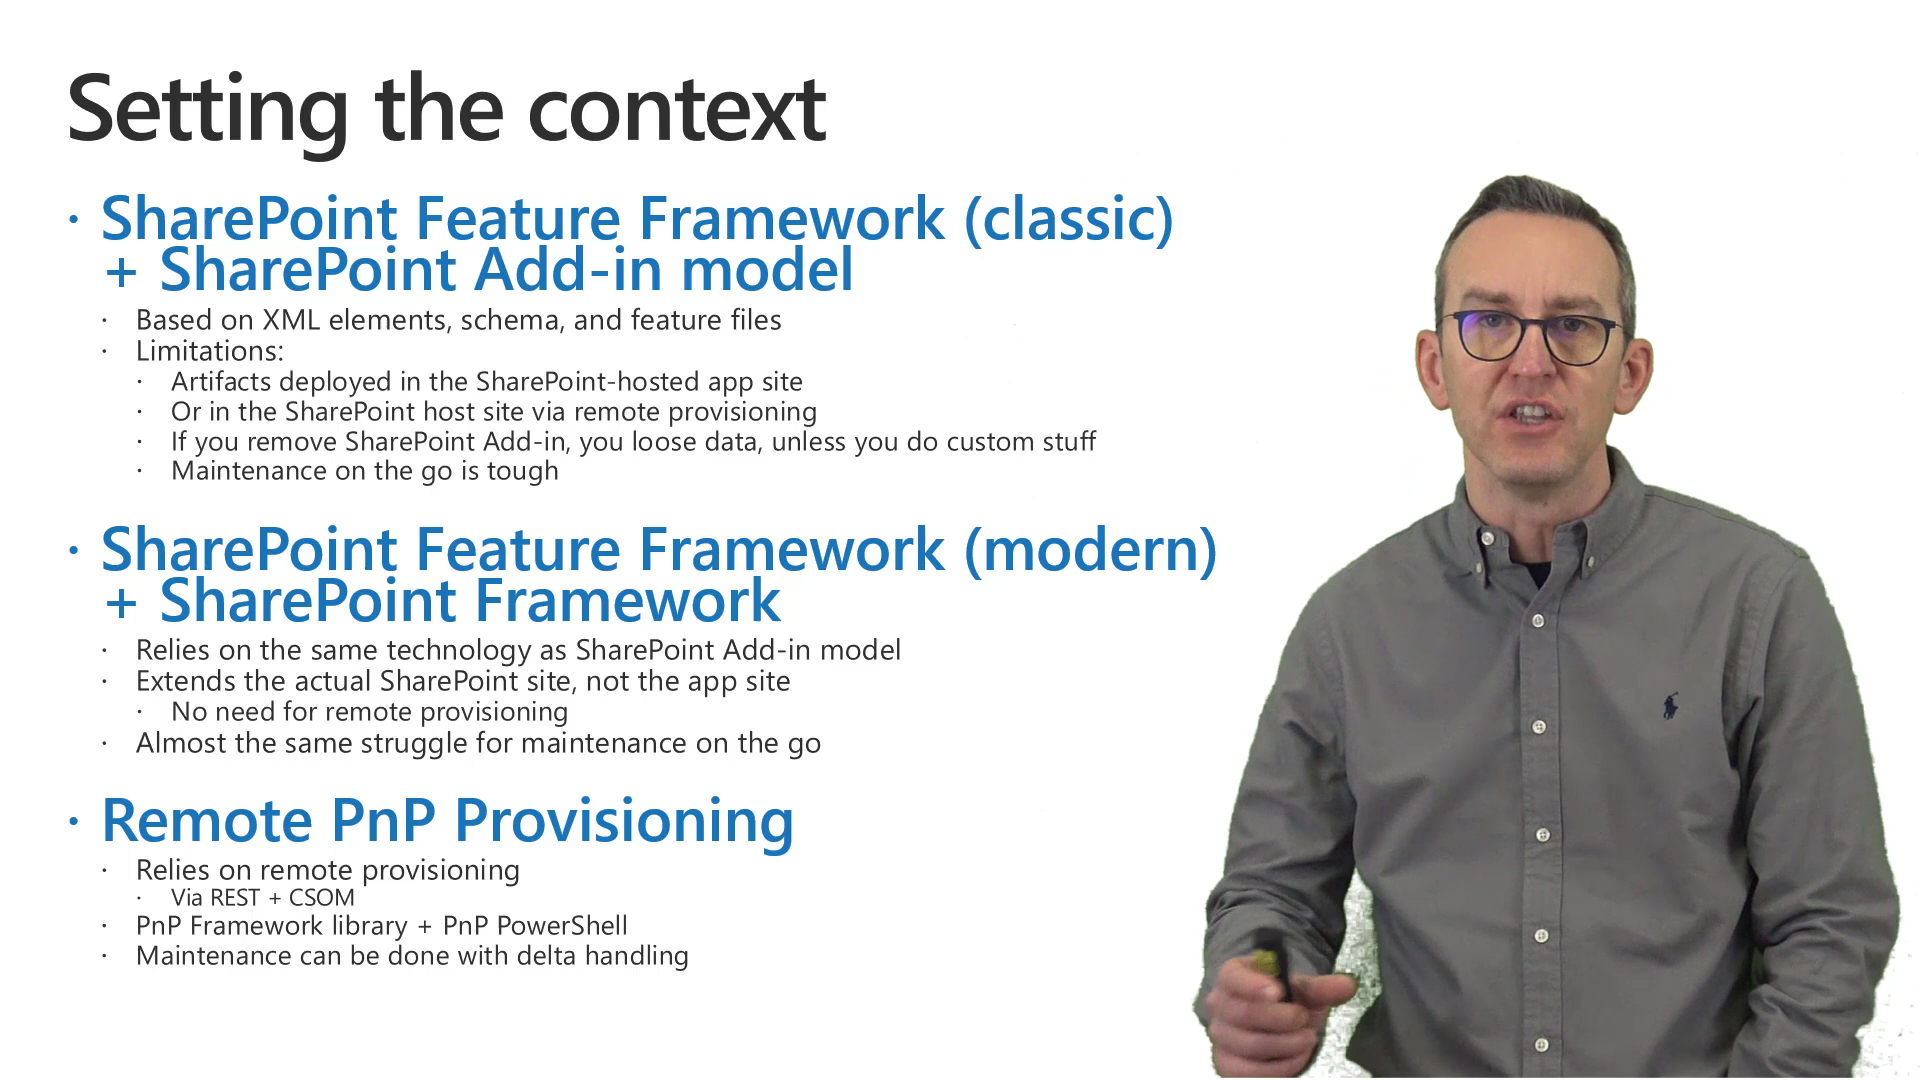 Setting the context
· SharePoint Feature Framework (classic)
+ SharePoint Add-in model
· Based on XML elements, schema, and feature files
· Limitations:
· Artifacts deployed in the SharePoint-hosted app site
· Or in the SharePoint host site via remote provisioning
· If you remove SharePoint Add-in, you loose data, unless you do custom stuff
· Maintenance on the go is tough
· SharePoint Feature Framework (modern)
+ SharePoint Framework
· Relies on the same technology as SharePoint Add-in model
· Extends the actual SharePoint site, not the app site
· No need for remote provisioning
· Almost the same struggle for maintenance on the go
· Remote PnP Provisioning
· Relies on remote provisioning
· Via REST + CSOM
· PnP Framework library + PnP PowerShell
· Maintenance can be done with delta handling